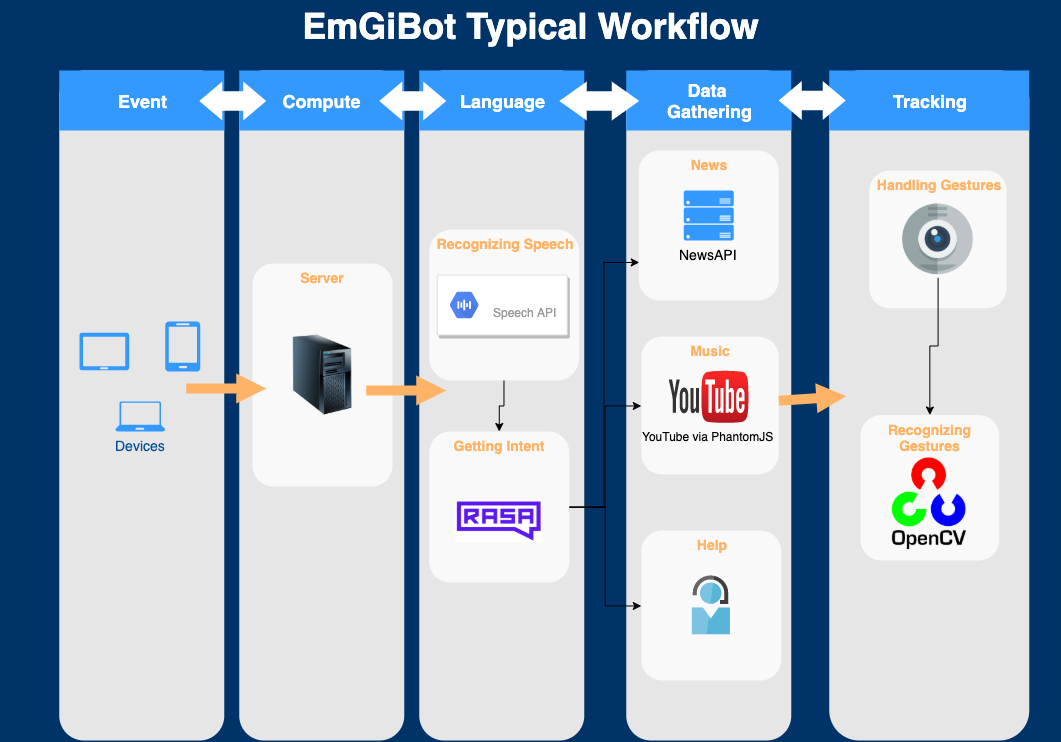 EmGiBot Typical Workflow
Event
Compute
Language
Data
Gathering
Tracking
Devices
Server
Recognizing Speech
Speech API
Getting Intent
RASA
News
NewsAPI
Music
YouTube
YouTube via PhantomJS
Help
Handling Gestures
Recognizing
Gestures
OpenCV